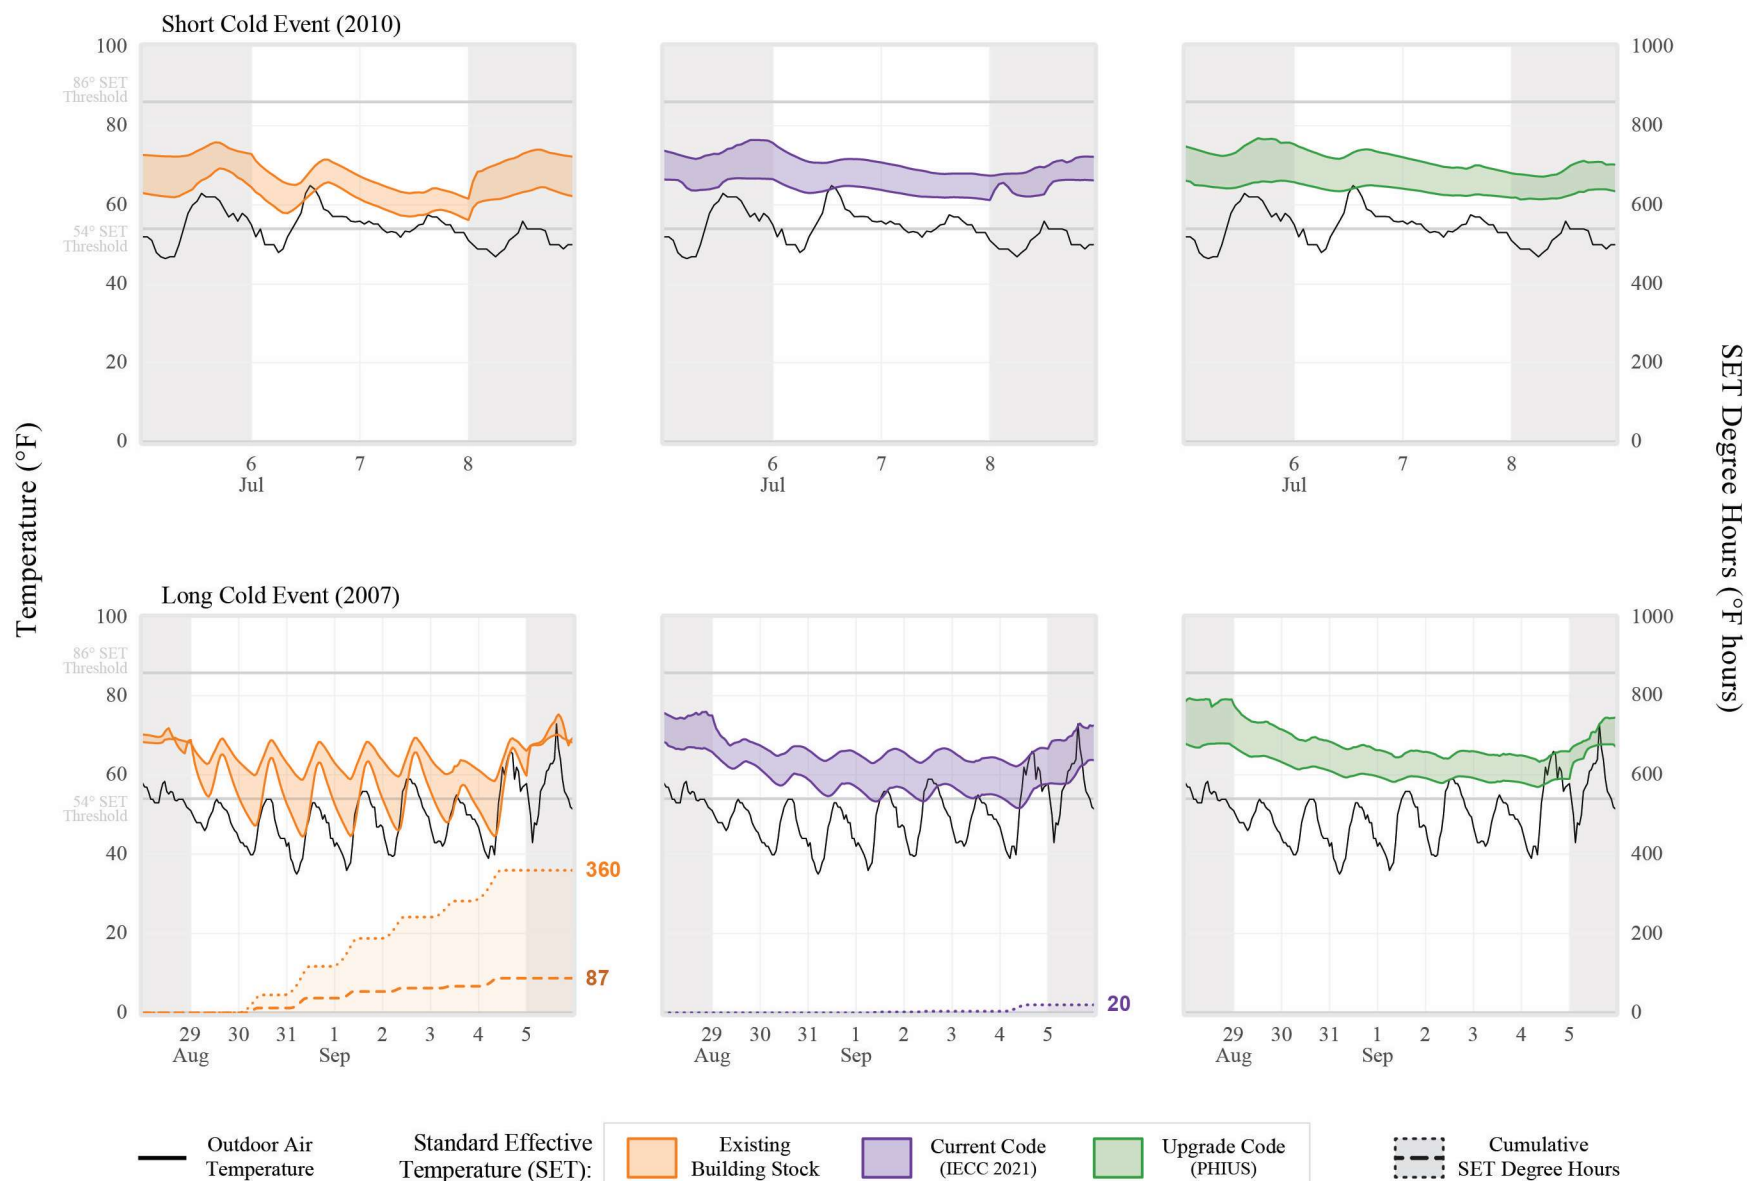 Short Cold Event (2010)
100
80
60
40
20
0
86° SET
Threshold
54° SET
Threshold
6
Jul
7
8
6
Jul
7
8
6
Jul
7
8
1000
800
600
400
200
0
Temperature (°F)
SET Degree Hours (°F hours)
Long Cold Event (2007)
100
80
60
40
20
0
86° SET
Threshold
54° SET
Threshold
360
87
20
29
Aug
30
31
1
Sep
2
3
4
5
29
Aug
30
31
1
Sep
2
3
4
5
29
Aug
30
31
1
Sep
2
3
4
5
1000
800
600
400
200
0
Outdoor Air
Temperature
Standard Effective
Temperature (SET):
Existing
Building Stock
Current Code
(IECC 2021)
Upgrade Code
(PHIUS)
Cumulative
SET Degree Hours